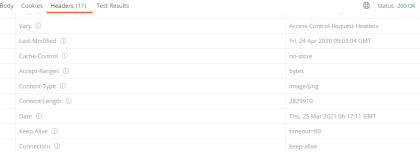 Body Cookies Headers (11) Test Results Status: 200 OK
Vary Access-Control-Request-Headers
Last-Modified Fri, 24 Apr 2020 09:03:04 GMT
Cache-Control no-store
Accept-Ranges bytes
Content-Type image/png
Content-Length 2829910
Date Thu, 25 Mar 2021 06:17:11 GMT
Keep-Alive timeout=60
Connection keep-alive